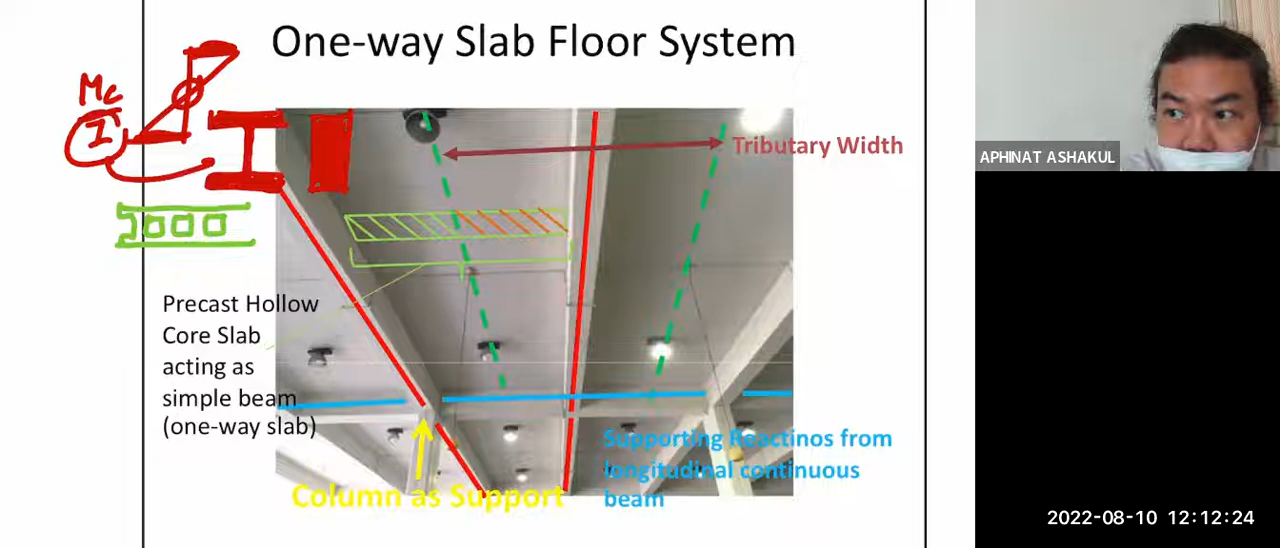 One-way Slab Floor System
Mc
I
Tributary Width
APHINAT ASHAKUL
Precast Hollow
Core Slab
acting as
simple beam
(one-way slab)
Supporting Reactinos from
longitudinal continuous
beam
Column as Support
2022-08-10 12:12:24